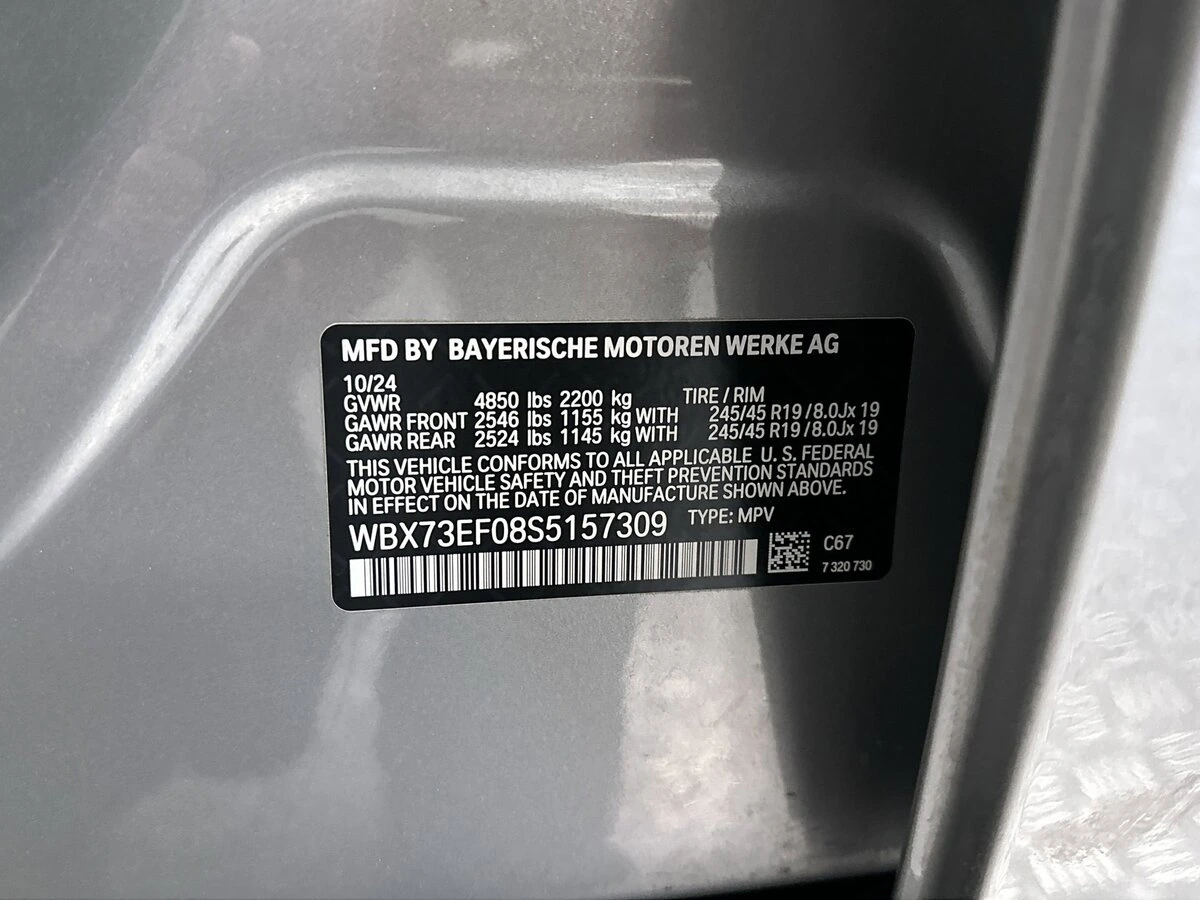 MFD BY BAYERISCHE MOTOREN WERKE AG
10/24
GVWR 4850 lbs 2200 kg TIRE / RIM
GAWR FRONT 2546 lbs 1155 kg WITH 245/45 R19 / 8.0Jx 19
GAWR REAR 2524 lbs 1145 kg WITH 245/45 R19 / 8.0Jx 19
THIS VEHICLE CONFORMS TO ALL APPLICABLE U. S. FEDERAL
MOTOR VEHICLE SAFETY AND THEFT PREVENTION STANDARDS
IN EFFECT ON THE DATE OF MANUFACTURE SHOWN ABOVE.
WBX73EF08S5157309 TYPE: MPV
C67
7 320 730